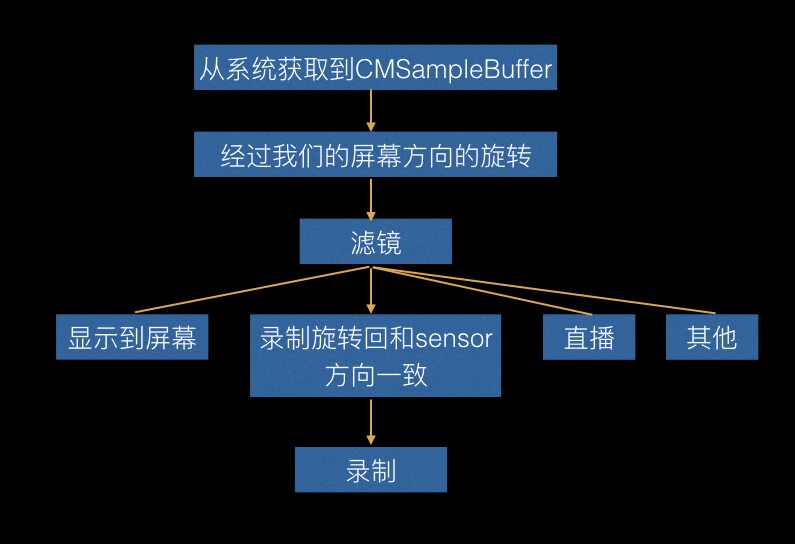 从系统获取到CMSampleBuffer
经过我们的屏幕方向的旋转
滤镜
显示到屏幕
录制旋转回和sensor
方向一致
直播
其他
录制